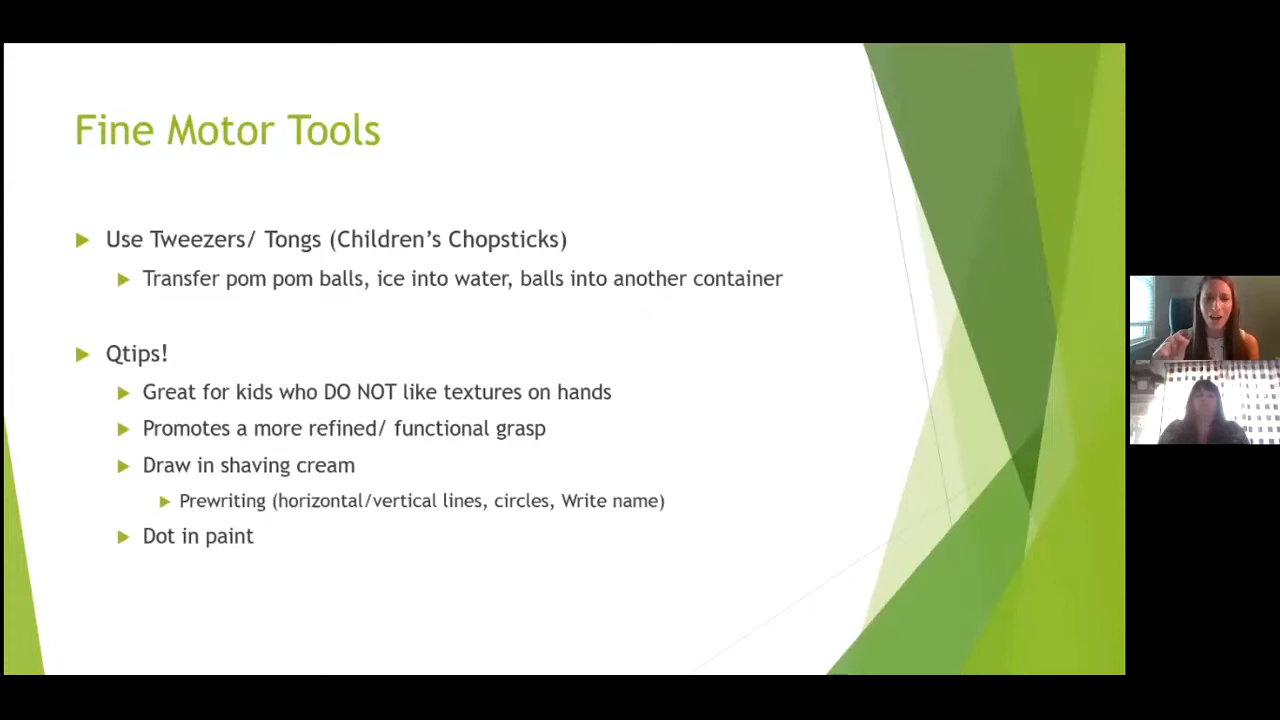 Fine Motor Tools
Use Tweezers/ Tongs (Children’s Chopsticks)
Transfer pom pom balls, ice into water, balls into another container
Qtips!
Great for kids who DO NOT like textures on hands
Promotes a more refined/ functional grasp
Draw in shaving cream
Prewriting (horizontal/vertical lines, circles, Write name)
Dot in paint